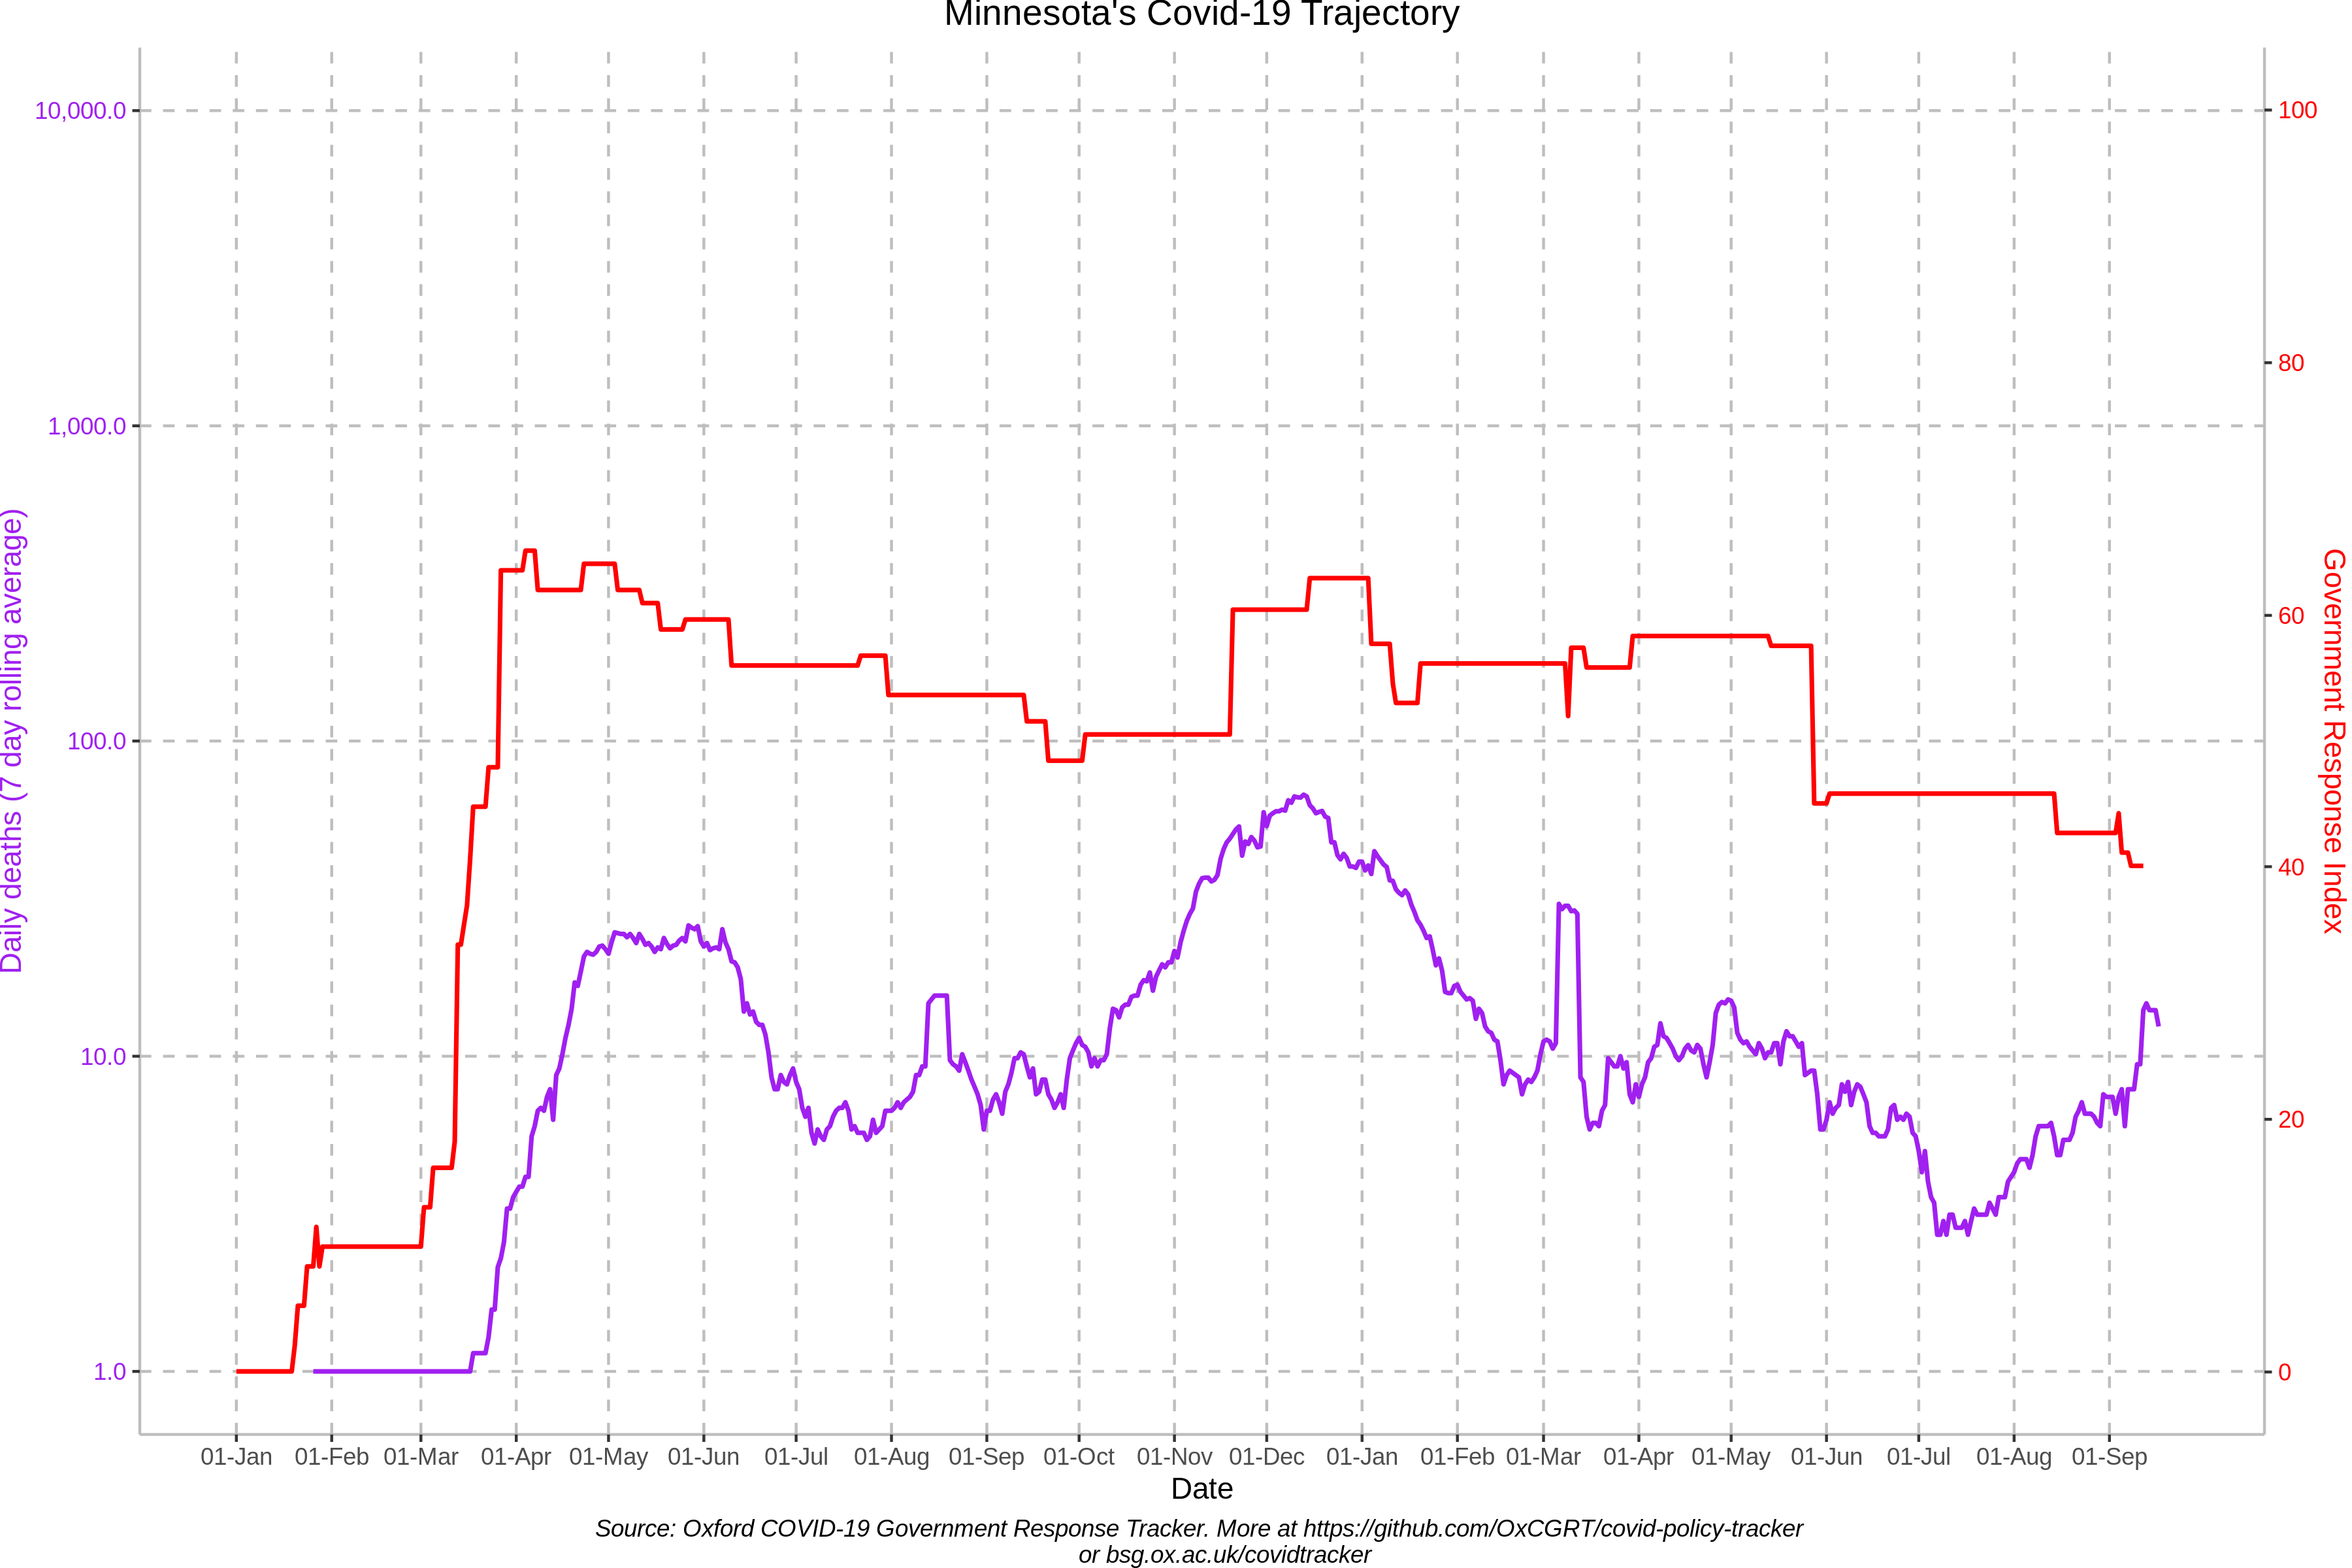 Minnesota's Covid-19 Trajectory
Daily deaths (7 day rolling average)
10,000.0
1,000.0
100.0
10.0
1.0
100
80
60
40
20
0
Government Response Index
01-Jan 01-Feb 01-Mar 01-Apr 01-May 01-Jun 01-Jul 01-Aug 01-Sep 01-Oct 01-Nov 01-Dec 01-Jan 01-Feb 01-Mar 01-Apr 01-May 01-Jun 01-Jul 01-Aug 01-Sep
Date
Source: Oxford COVID-19 Government Response Tracker. More at https://github.com/OxCGRT/covid-policy-tracker
or bsg.ox.ac.uk/covidtracker